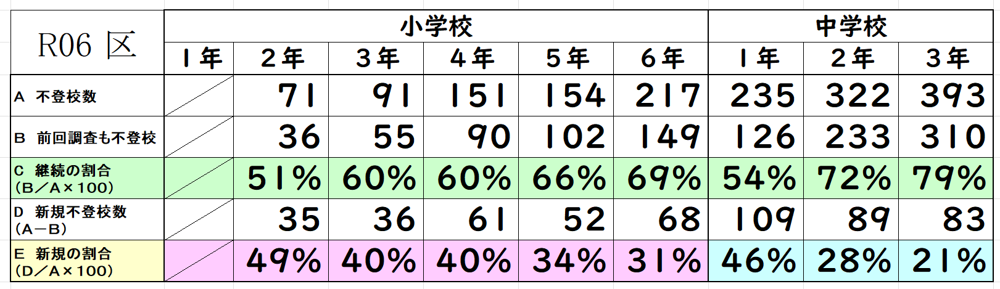 R06 区
小学校 中学校
1年 2年 3年 4年 5年 6年 1年 2年 3年
A 不登校数 71 91 151 154 217 235 322 393
B 前回調査も不登校 36 55 90 102 149 126 233 310
C 継続の割合
(B／A×100) 51% 60% 60% 66% 69% 54% 72% 79%
D 新規不登校数
(A－B) 35 36 61 52 68 109 89 83
E 新規の割合
(D／A×100) 49% 40% 40% 34% 31% 46% 28% 21%